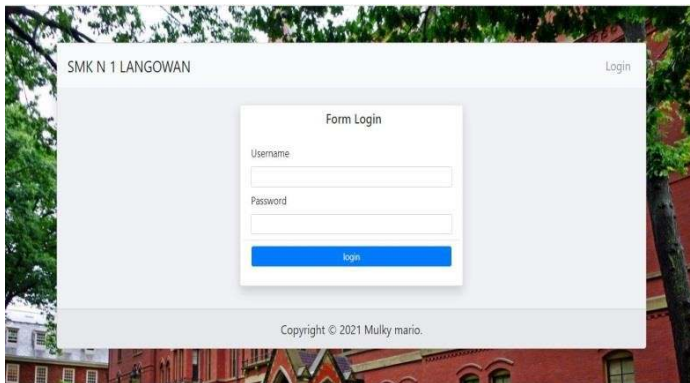 SMK N 1 LANGOWAN
Login
Form Login
Username
Password
login
Copyright © 2021 Mulky mario.